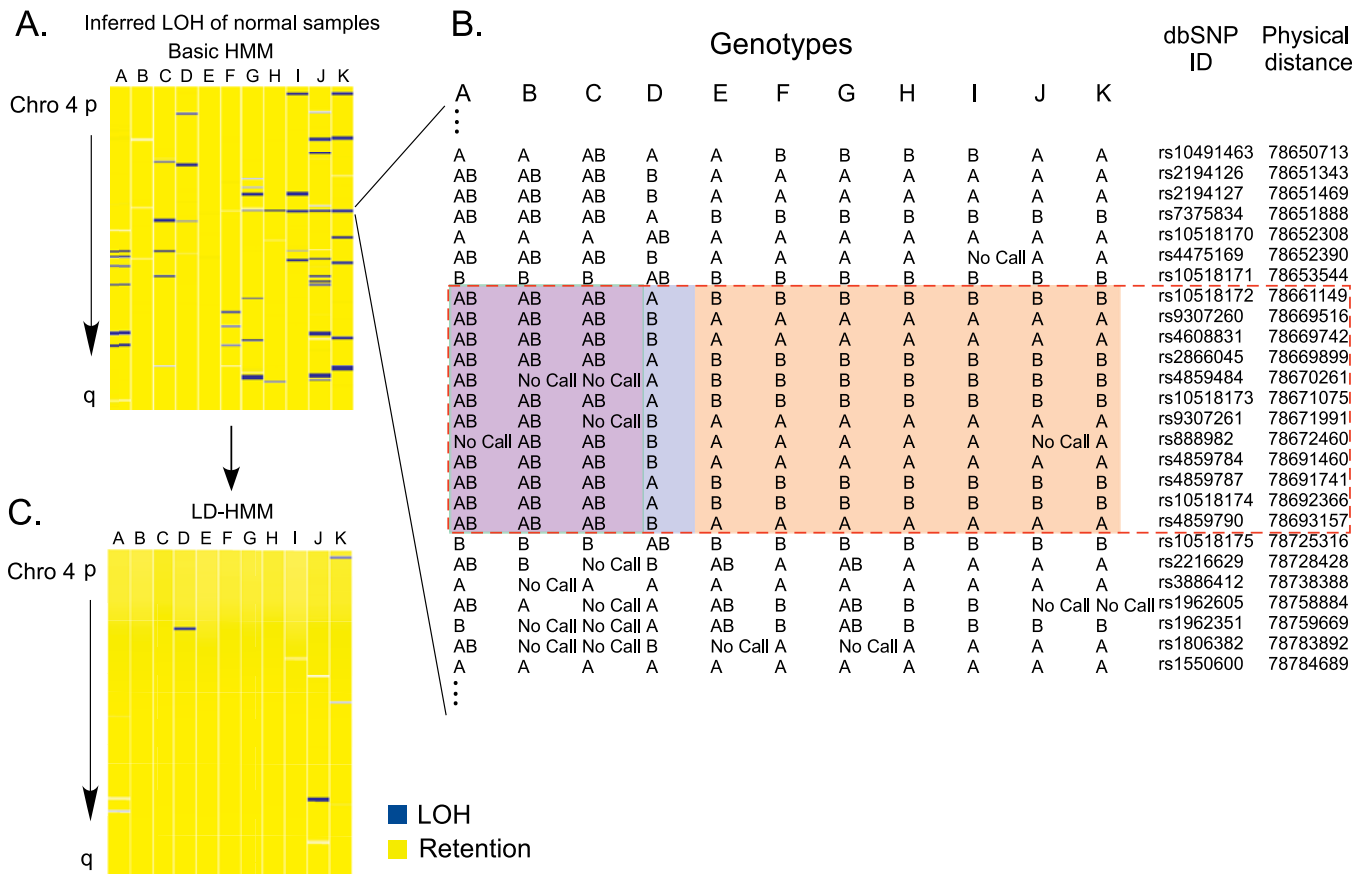 A.
Inferred LOH of normal samples
Basic HMM
A B C D E F G H I J K
Chro 4 p
q
B.
Genotypes
dbSNP ID
Physical distance
A B C D E F G H I J K
A A AB A A B B B B A A rs10491463 78650713
AB AB AB B A A A A A A A rs2194126 78651343
AB AB AB B A A A A A A A rs2194127 78651469
AB AB AB A B B B B B B B rs7375834 78651888
A A A AB A A A A A A A rs10518170 78652308
AB AB AB B A A A A No Call A A rs4475169 78652390
B B B AB B B B B B B B rs10518171 78653544
AB AB AB A B B B B B B B rs10518172 78661149
AB AB AB B A A A A A A A rs9307260 78669516
AB AB AB B A A A A A A A rs4608831 78669742
AB AB AB A B B B B B B B rs2866045 78669899
AB No Call No Call A B B B B B B B rs4859484 78670261
AB AB AB A B B B B B B B rs10518173 78671075
AB AB No Call B A A A A A A A rs9307261 78671991
No Call AB AB B A A A A A No Call A rs888982 78672460
AB AB AB B A A A A A A A rs4859784 78691460
AB AB AB A B B B B B B B rs4859787 78691741
AB AB AB A B B B B B B B rs10518174 78692366
AB AB AB B A A A A A A A rs4859790 78693157
B B B AB B B B B B B B rs10518175 78725316
AB B No Call B AB A AB A A A A rs2216629 78728428
A No Call A A A A A A A A A rs3886412 78738388
AB A No Call A AB B AB B B No Call No Call rs1962605 78758884
B No Call No Call A AB B AB B B B B rs1962351 78759669
AB No Call No Call B No Call A No Call A A A A rs1806382 78783892
A A A A A A A A A A A rs1550600 78784689
C.
LD-HMM
A B C D E F G H I J K
Chro 4 p
q
LOH
Retention